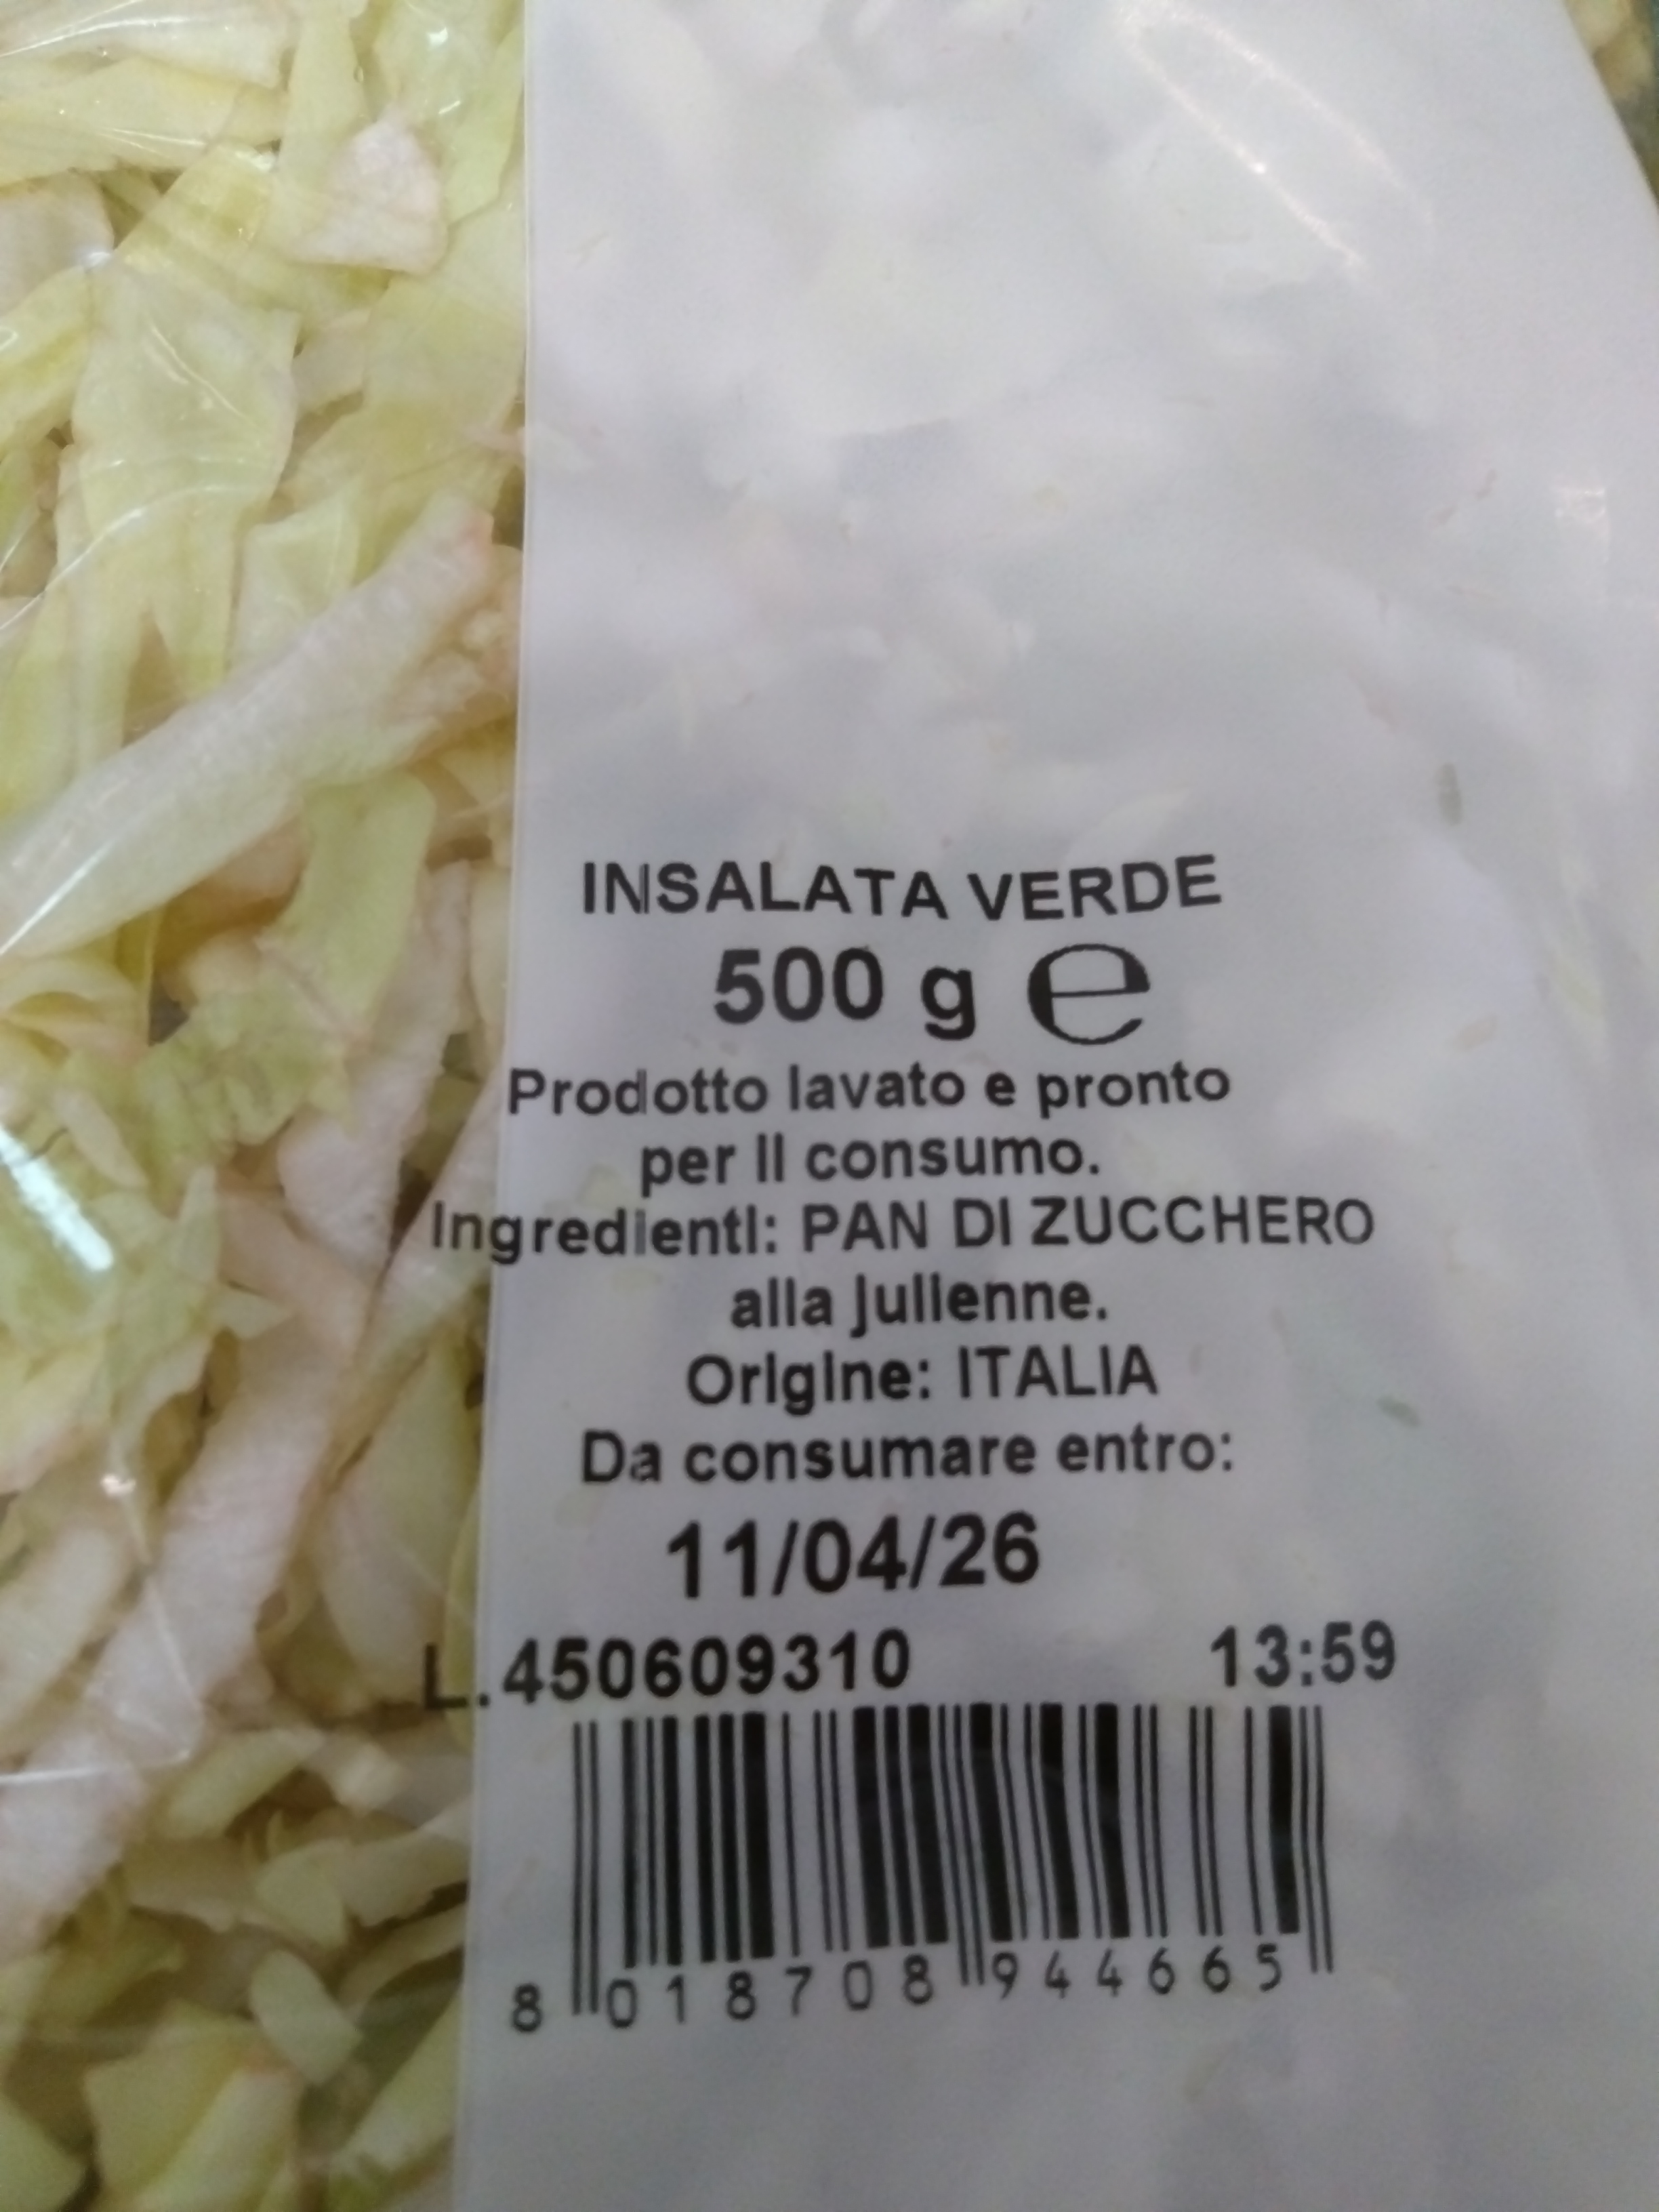 INSALATA VERDE
500 g ℮
Prodotto lavato e pronto
per il consumo.
Ingredienti: PAN DI ZUCCHERO
alla julienne.
Origine: ITALIA
Da consumare entro:
11/04/26
L.450609310 13:59
8 018708 944665